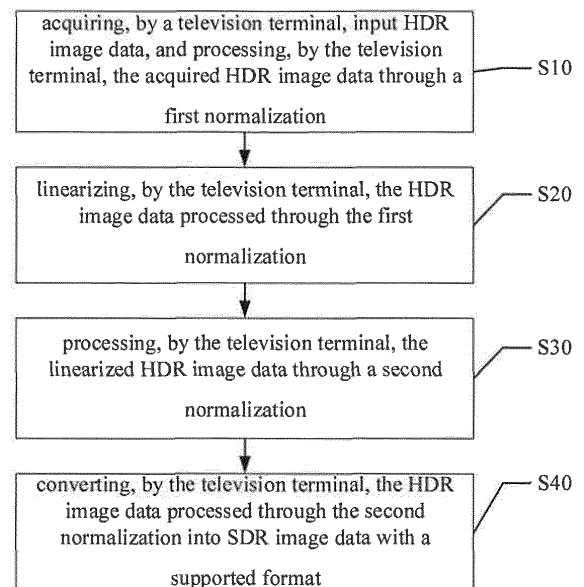 acquiring, by a television terminal, input HDR
image data, and processing, by the television
terminal, the acquired HDR image data through a
first normalization
S10
linearizing, by the television terminal, the HDR
image data processed through the first
normalization
S20
processing, by the television terminal, the
linearized HDR image data through a second
normalization
S30
converting, by the television terminal, the HDR
image data processed through the second
normalization into SDR image data with a
supported format
S40